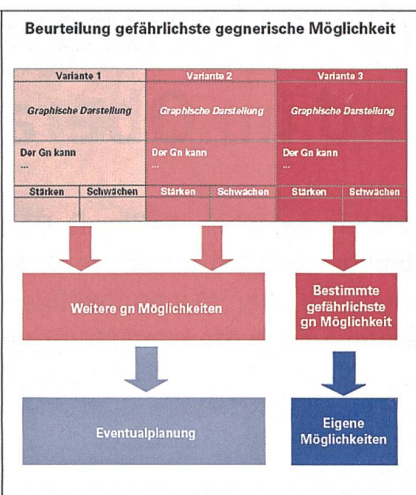 Beurteilung gefährlichste gegnerische Möglichkeit
Variante 1 Variante 2 Variante 3
Graphische Darstellung Graphische Darstellung Graphische Darstellung
Der Gn kann Der Gn kann Der Gn kann
... ... ...
Stärken Schwächen Stärken Schwächen Stärken Schwächen
Weitere gn Möglichkeiten
Bestimmte
gefährlichste
gn Möglichkeit
Eventualplanung
Eigene
Möglichkeiten